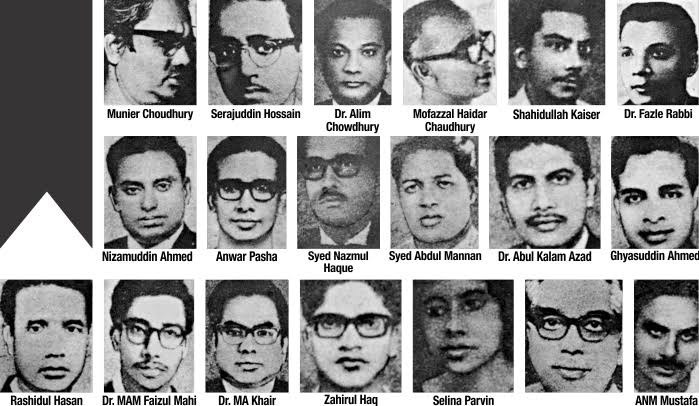 Munier Choudhury
Serajuddin Hossain
Dr. Alim
Chowdhury
Mofazzal Haidar
Chaudhury
Shahidullah Kaiser
Dr. Fazle Rabbi
Nizamuddin Ahmed
Anwar Pasha
Syed Nazmul
Haque
Syed Abdul Mannan
Dr. Abul Kalam Azad
Ghyasuddin Ahmed
Rashidul Hasan
Dr. MAM Faizul Mahi
Dr. MA Khair
Zahirul Haq
Selina Parvin
ANM Mustafa